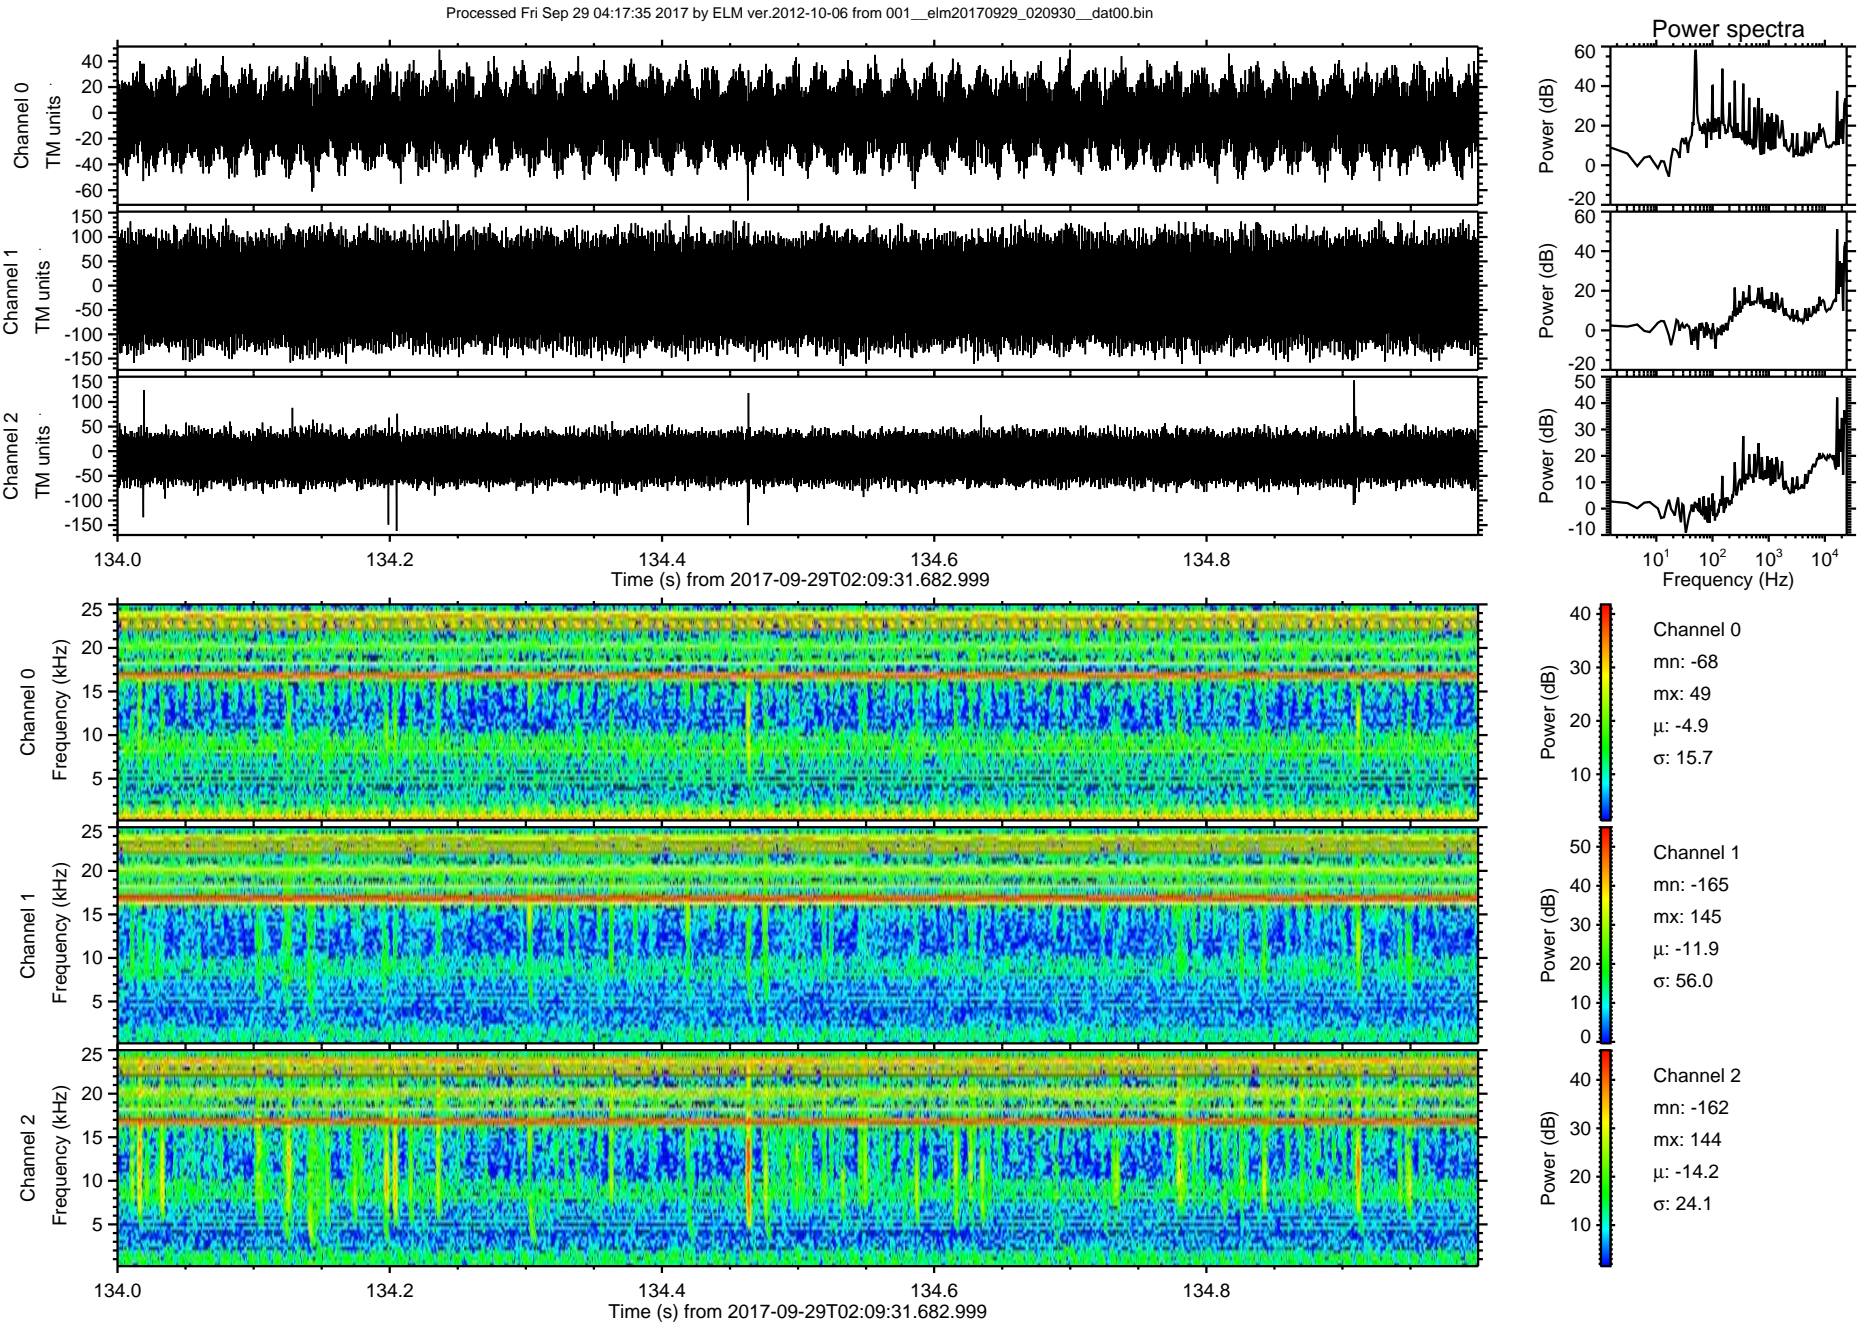 Processed Fri Sep 29 04:17:35 2017 by ELM ver.2012-10-06 from 001__elm20170929_020930__dat00.bin
Power spectra
Channel 0
TM units
40
20
0
-20
-40
-60
Power (dB)
60
40
20
0
-20
Channel 1
TM units
150
100
50
0
-50
-100
-150
Power (dB)
60
40
20
0
-20
Channel 2
TM units
150
100
50
0
-50
-100
-150
Power (dB)
50
40
30
20
10
0
-10
134.0 134.2 134.4 134.6 134.8
Time (s) from 2017-09-29T02:09:31.682.999
10¹ 10² 10³ 10⁴
Frequency (Hz)
Channel 0
Frequency (kHz)
25
20
15
10
5
Power (dB)
40
30
20
10
Channel 0
mn: -68
mx: 49
μ: -4.9
σ: 15.7
Channel 1
Frequency (kHz)
25
20
15
10
5
Power (dB)
50
40
30
20
10
0
Channel 1
mn: -165
mx: 145
μ: -11.9
σ: 56.0
Channel 2
Frequency (kHz)
25
20
15
10
5
Power (dB)
40
30
20
10
Channel 2
mn: -162
mx: 144
μ: -14.2
σ: 24.1
134.0 134.2 134.4 134.6 134.8
Time (s) from 2017-09-29T02:09:31.682.999